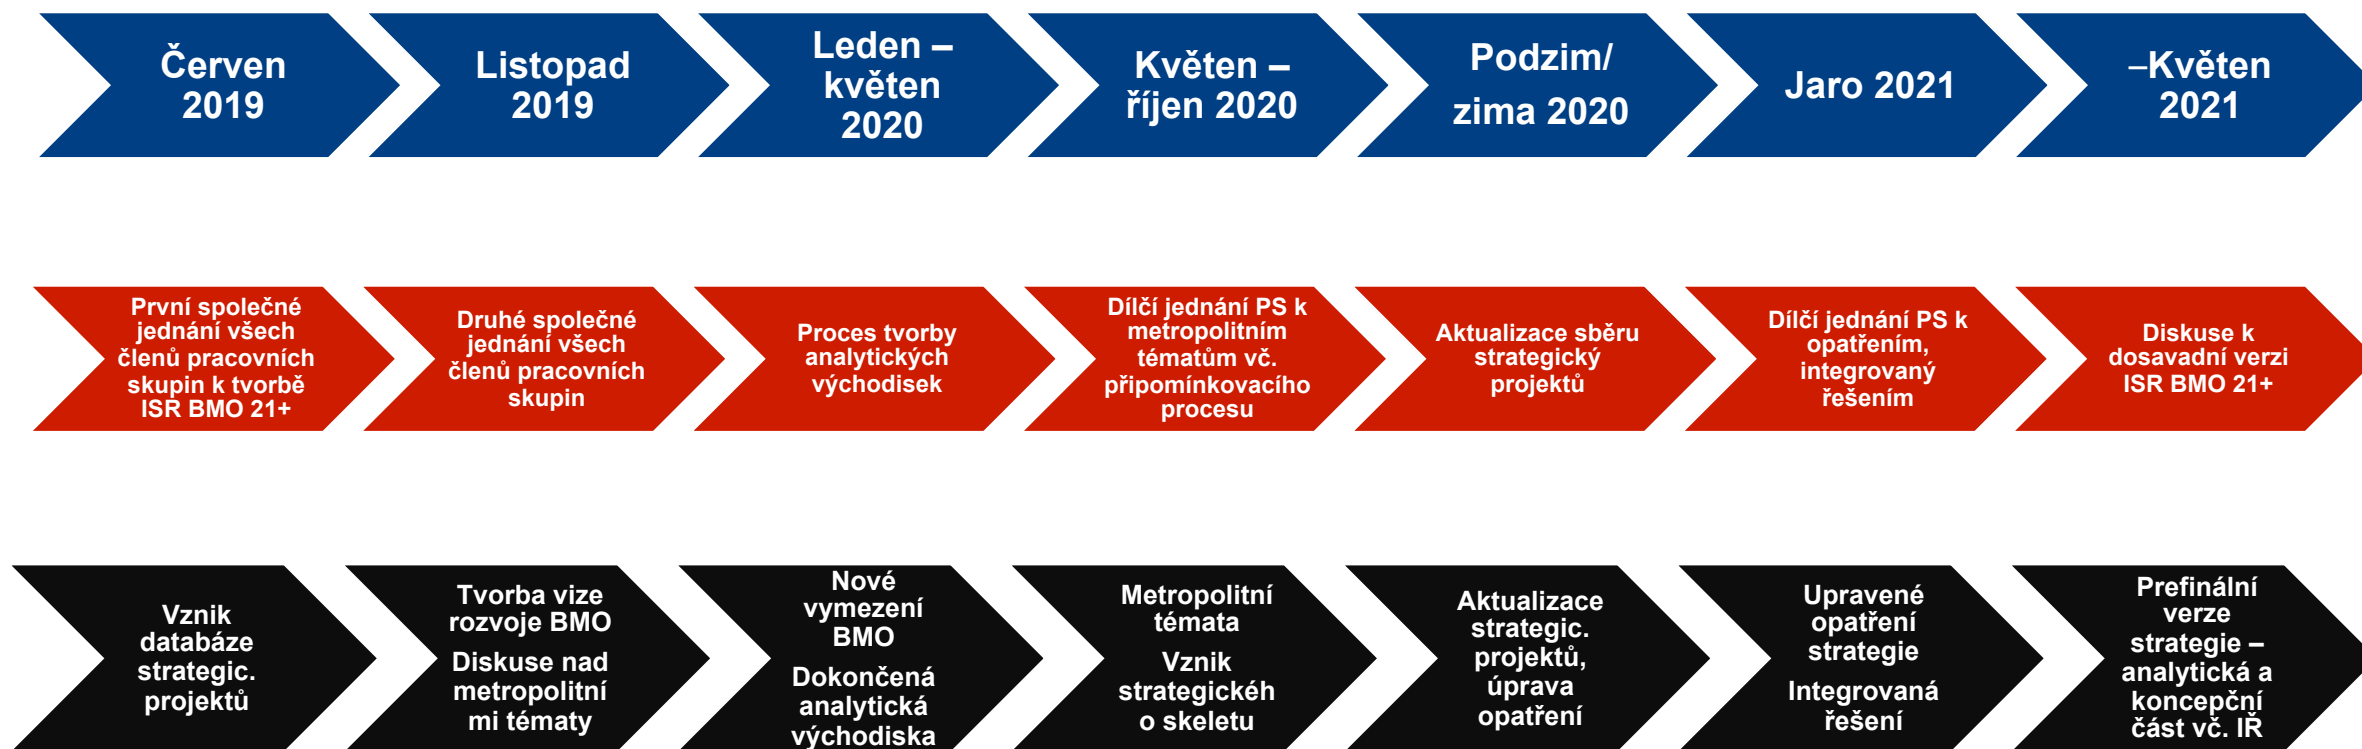 Červen
2019
Listopad
2019
Leden –
květen
2020
Květen –
říjen 2020
Podzim/
zima 2020
Jaro 2021
–Květen
2021
První společné
jednání všech
členů pracovních
skupin k tvorbě
ISR BMO 21+
Druhé společné
jednání všech
členů pracovních
skupin
Proces tvorby
analytických
východisek
Dílčí jednání PS k
metropolitním
tématům vč.
připomínkovacího
procesu
Aktualizace sběru
strategický
projektů
Dílčí jednání PS k
opatřením,
integrovaný
řešením
Diskuse k
dosavadní verzi
ISR BMO 21+
Vznik
databáze
strategic.
projektů
Tvorba vize
rozvoje BMO
Diskuse nad
metropolitní
mi tématy
Nové
vymezení
BMO
Dokončená
analytická
východiska
Metropolitní
témata
Vznik
strategickéh
o skeletu
Aktualizace
strategic.
projektů,
úprava
opatření
Upravené
opatření
strategie
Integrovaná
řešení
Prefinální
verze
strategie –
analytická a
koncepční
část vč. IŘ